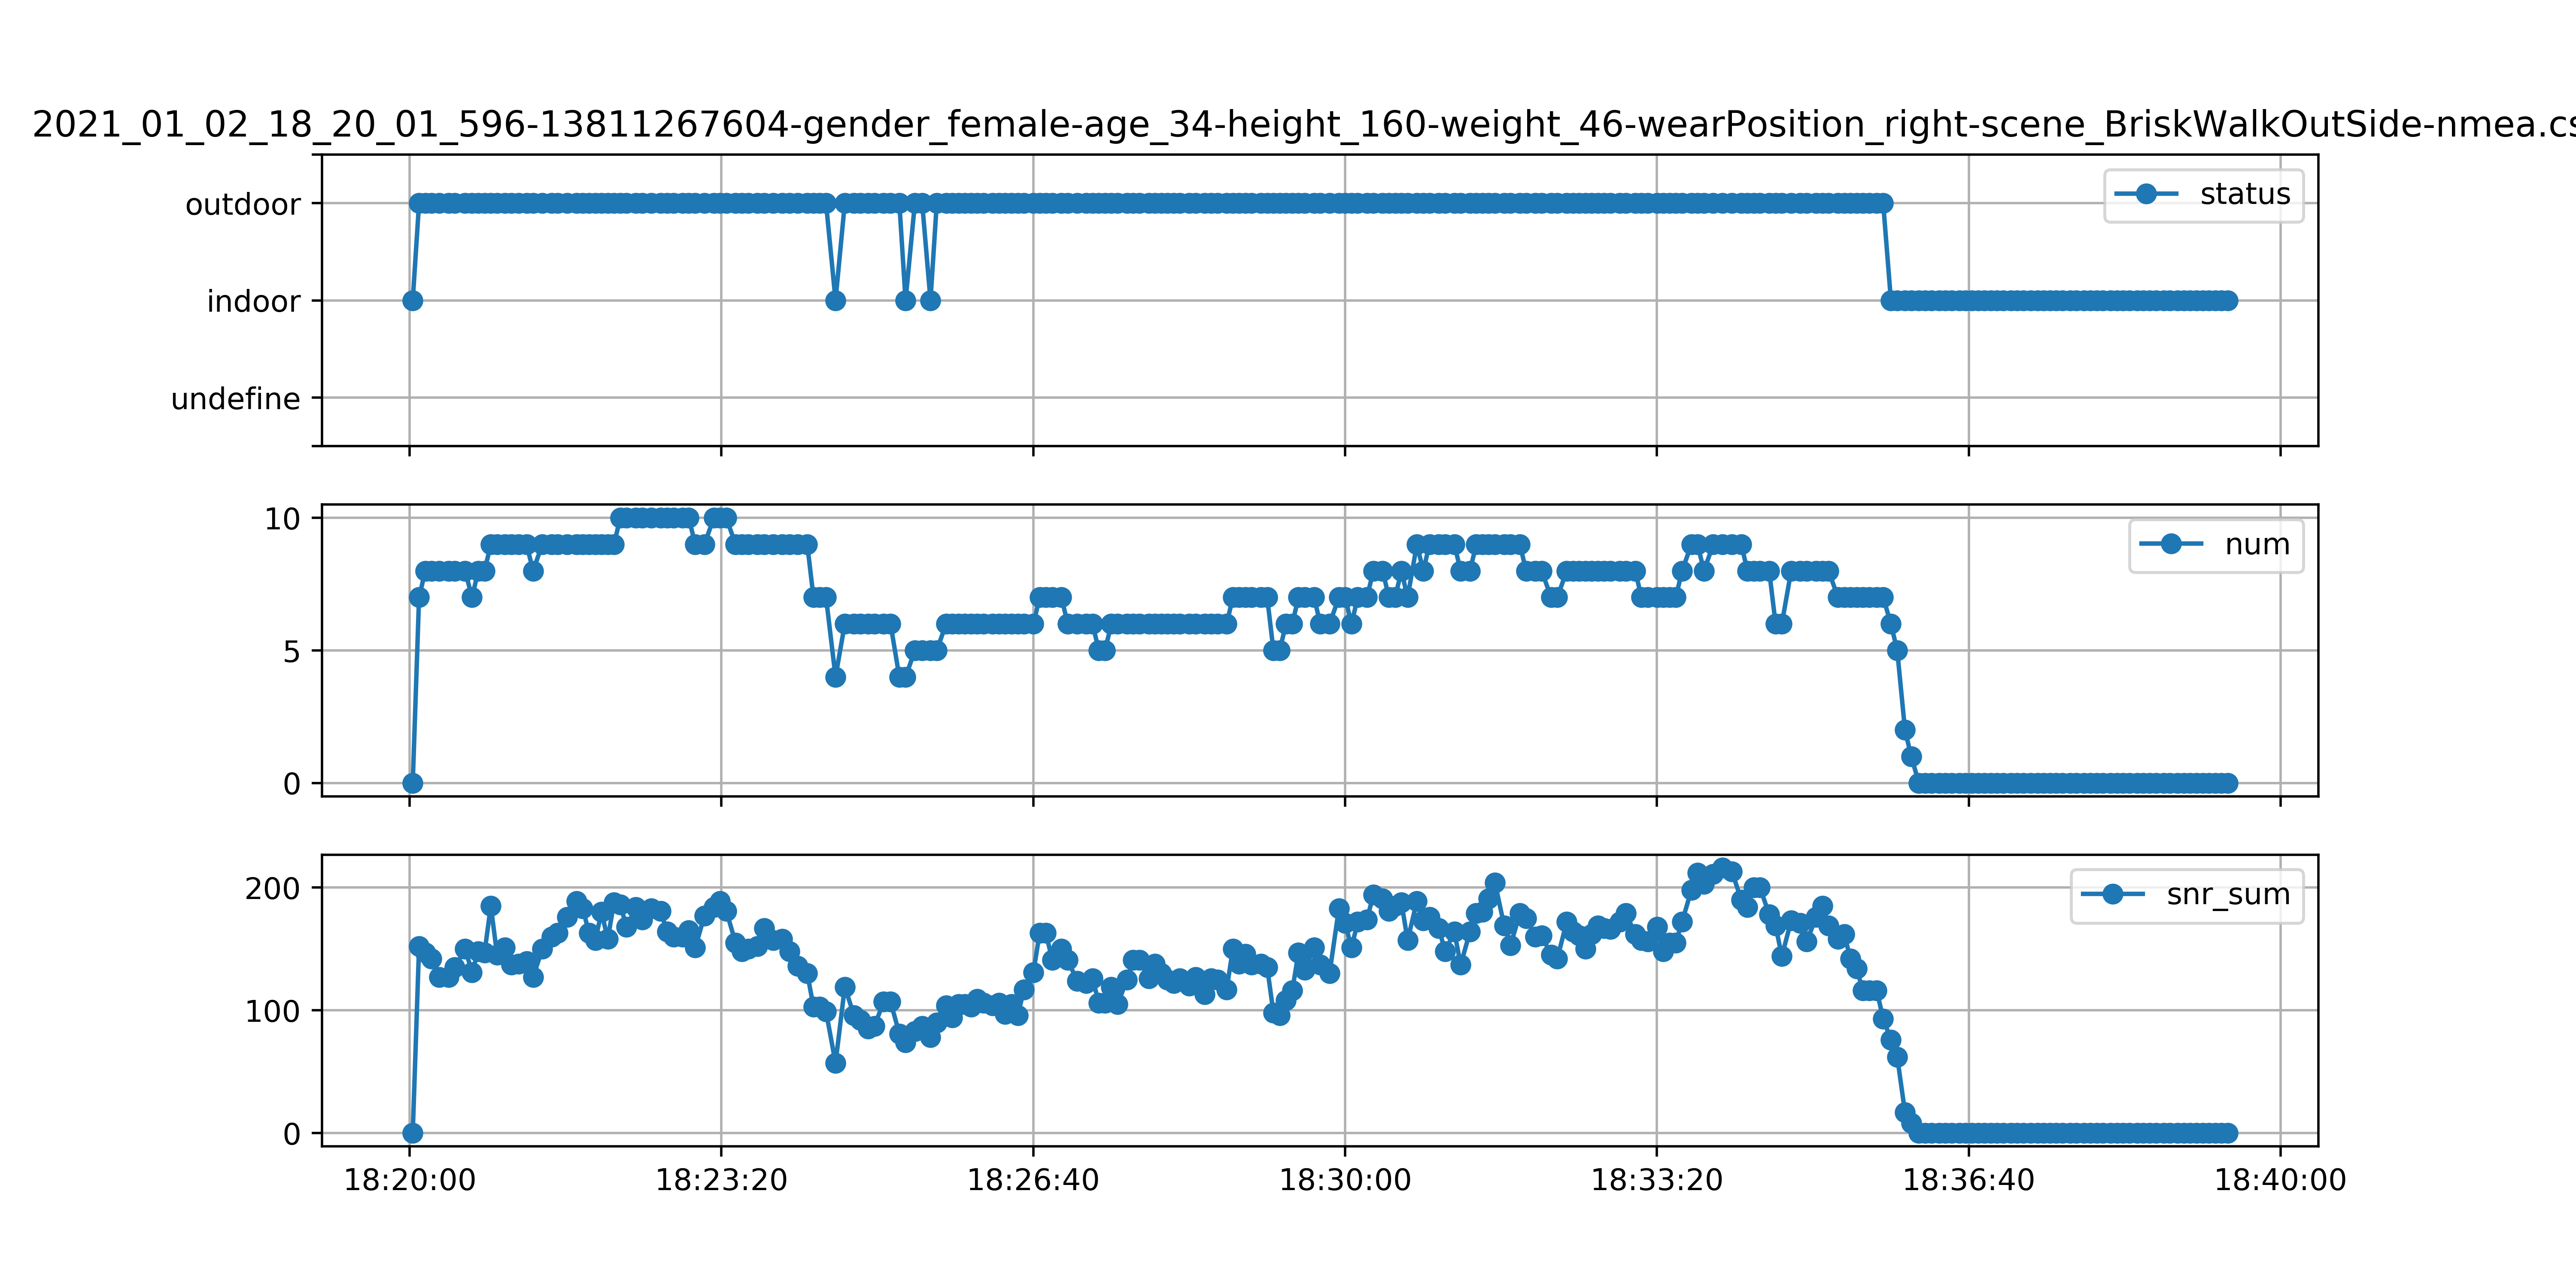 2021_01_02_18_20_01_596-13811267604-gender_female-age_34-height_160-weight_46-wearPosition_right-scene_BriskWalkOutSide-nmea.cs
outdoor
indoor
undefine
status
10
5
0
num
200
100
0
snr_sum
18:20:00 18:23:20 18:26:40 18:30:00 18:33:20 18:36:40 18:40:00